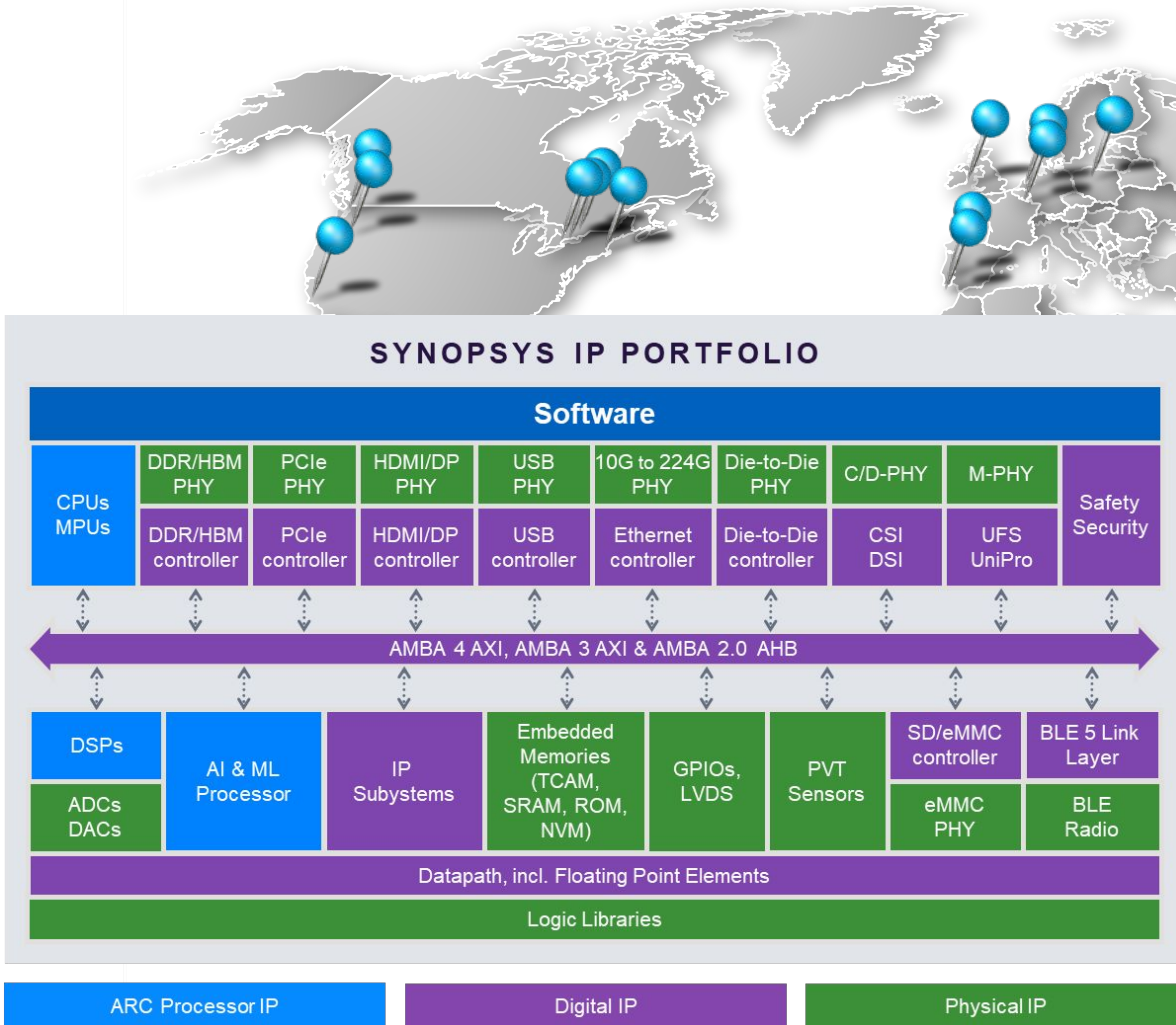 SYNOPSYS IP PORTFOLIO
Software
CPUs
MPUs
DDR/HBM
PHY
PCIe
PHY
HDMI/DP
PHY
USB
PHY
10G to 224G
PHY
Die-to-Die
PHY
C/D-PHY
M-PHY
Safety
Security
DDR/HBM
controller
PCIe
controller
HDMI/DP
controller
USB
controller
Ethernet
controller
Die-to-Die
controller
CSI
DSI
UFS
UniPro
AMBA 4 AXI, AMBA 3 AXI & AMBA 2.0 AHB
DSPs
ADCs
DACs
AI & ML
Processor
IP
Subystems
Embedded
Memories
(TCAM,
SRAM, ROM,
NVM)
GPIOs,
LVDS
PVT
Sensors
SD/eMMC
controller
BLE 5 Link
Layer
eMMC
PHY
BLE
Radio
Datapath, incl. Floating Point Elements
Logic Libraries
ARC Processor IP
Digital IP
Physical IP